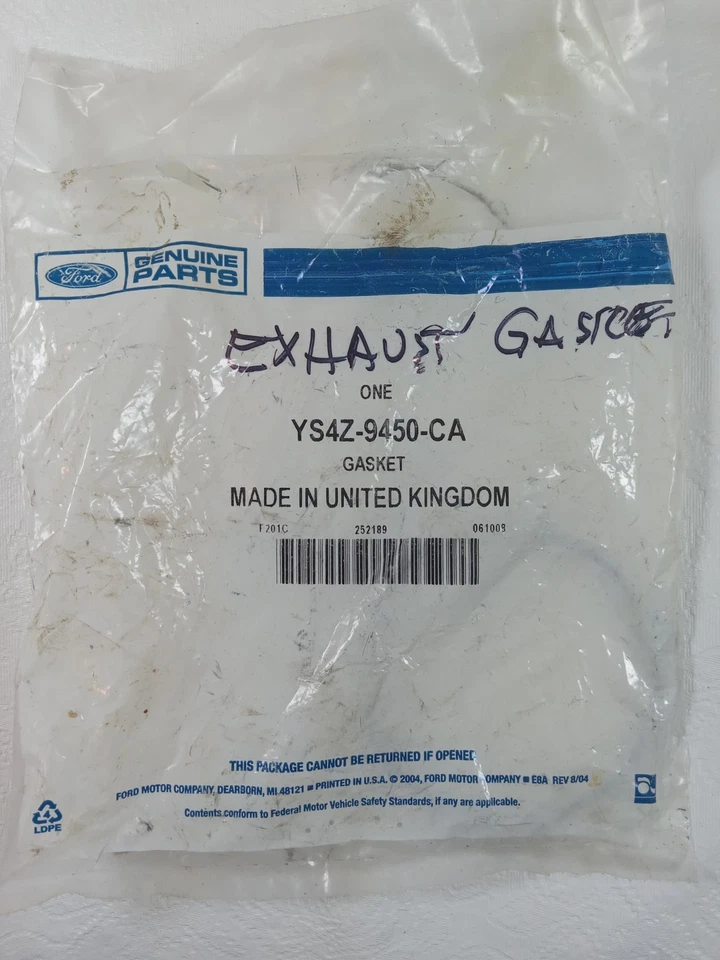 Ford GENUINE
PARTS
EXHAUST GASKET
ONE
YS4Z-9450-CA
GASKET
MADE IN UNITED KINGDOM
F201C 252189 061008
THIS PACKAGE CANNOT BE RETURNED IF OPENED
FORD MOTOR COMPANY, DEARBORN, MI 48121 ■ PRINTED IN U.S.A. © 2004, FORD MOTOR COMPANY ■ E8A REV 8/04
Contents conform to Federal Motor Vehicle Safety Standards, if any are applicable.
4
LDPE